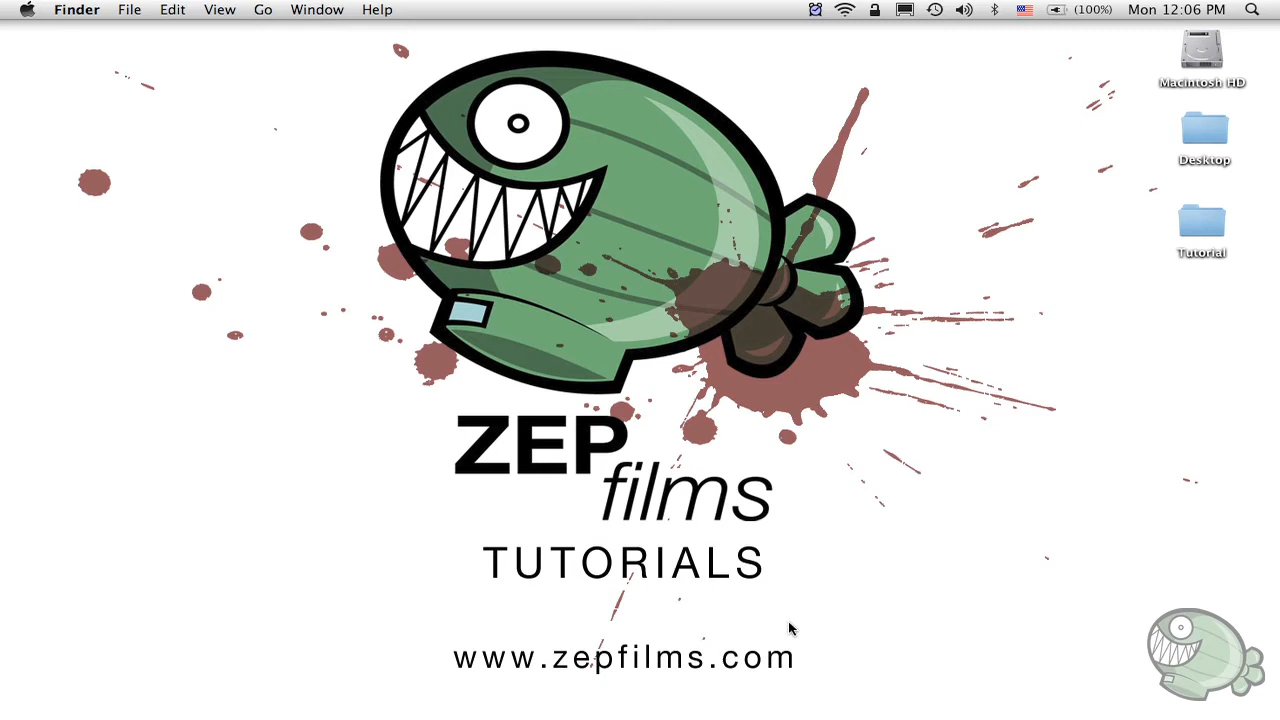 Finder File Edit View Go Window Help (100%) Mon 12:06 PM
Macintosh HD
Desktop
Tutorial
ZEP
films
TUTORIALS
www.zepfilms.com